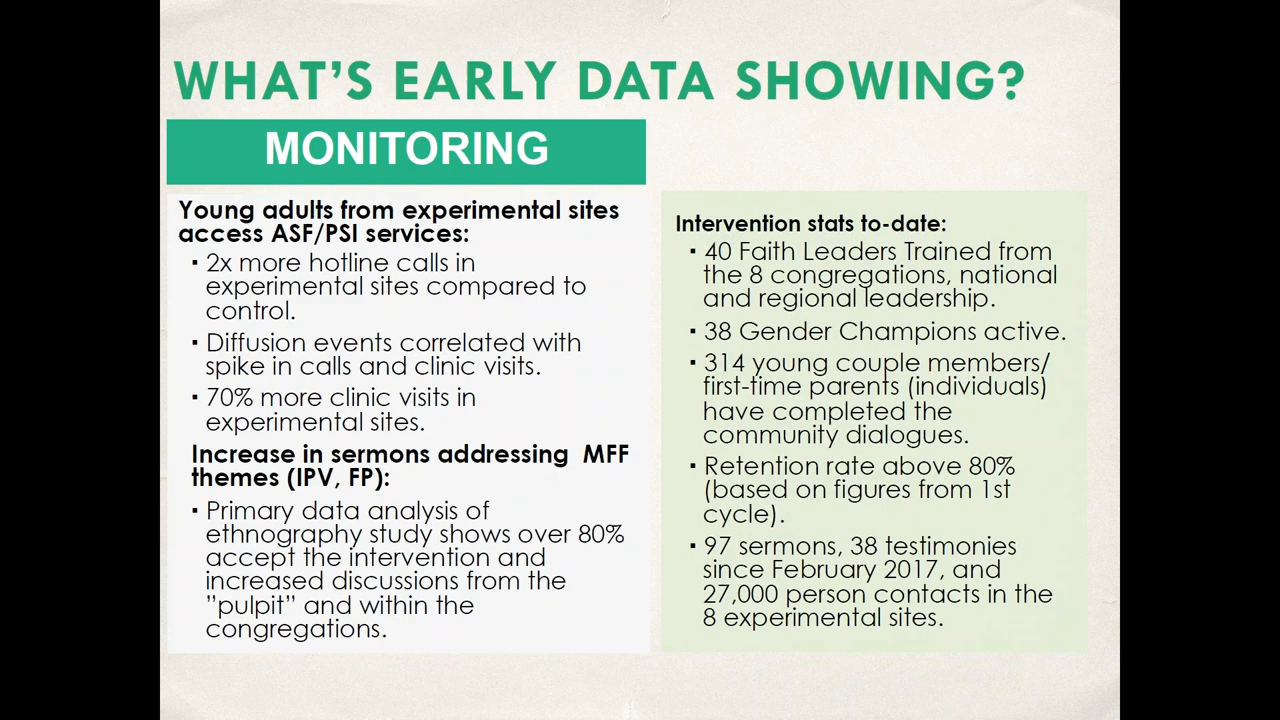 WHAT'S EARLY DATA SHOWING?
MONITORING
Young adults from experimental sites
access ASF/PSI services:
▪ 2x more hotline calls in
experimental sites compared to
control.
▪ Diffusion events correlated with
spike in calls and clinic visits.
▪ 70% more clinic visits in
experimental sites.
Increase in sermons addressing  MFF
themes (IPV, FP):
▪ Primary data analysis of
ethnography study shows over 80%
accept the intervention and
increased discussions from the
”pulpit” and within the
congregations.
Intervention stats to-date:
▪ 40 Faith Leaders Trained from
the 8 congregations, national
and regional leadership.
▪ 38 Gender Champions active.
▪ 314 young couple members/
first-time parents (individuals)
have completed the
community dialogues.
▪ Retention rate above 80%
(based on figures from 1st
cycle).
▪ 97 sermons, 38 testimonies
since February 2017, and
27,000 person contacts in the
8 experimental sites.